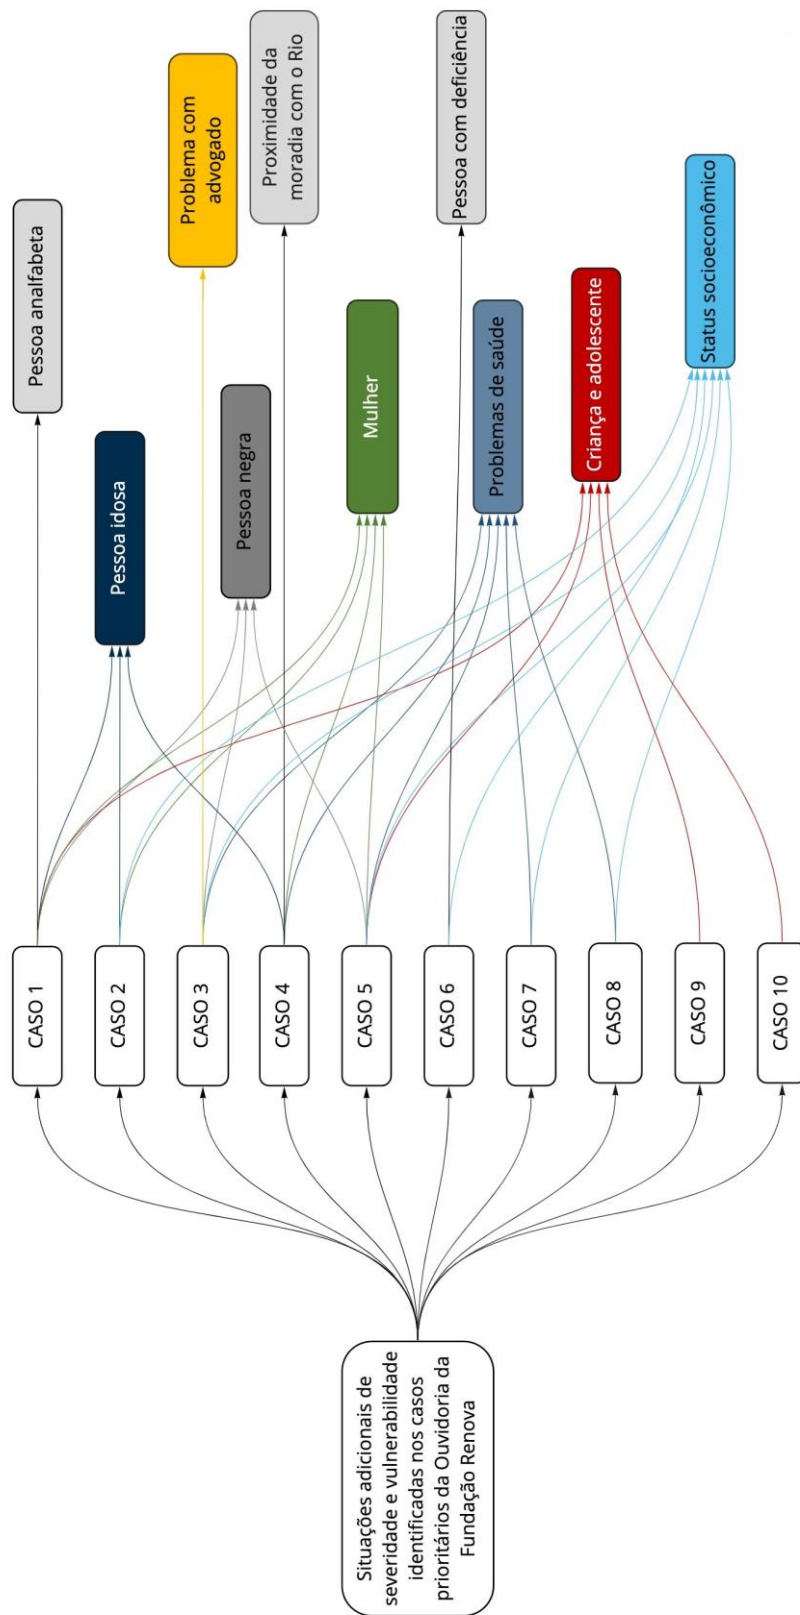 Situações adicionais de
severidade e vulnerabilidade
identificadas nos casos
prioritários da Ouvidoria da
Fundação Renova
CASO 1
CASO 2
CASO 3
CASO 4
CASO 5
CASO 6
CASO 7
CASO 8
CASO 9
CASO 10
Pessoa analfabeta
Pessoa idosa
Problema com
advogado
Pessoa negra
Proximidade da
moradia com o Rio
Mulher
Pessoa com deficiência
Problemas de saúde
Criança e adolescente
Status socioeconômico